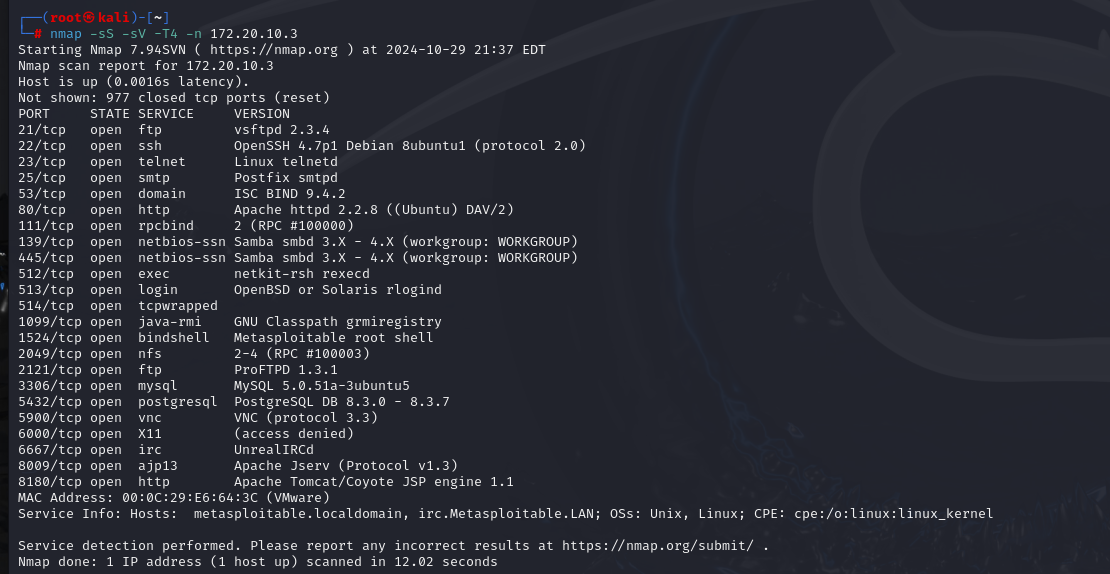 ┌──(root㉿kali)-[~]
└─# nmap -sS -sV -T4 -n 172.20.10.3
Starting Nmap 7.94SVN ( https://nmap.org ) at 2024-10-29 21:37 EDT
Nmap scan report for 172.20.10.3
Host is up (0.0016s latency).
Not shown: 977 closed tcp ports (reset)
PORT     STATE SERVICE     VERSION
21/tcp   open  ftp         vsftpd 2.3.4
22/tcp   open  ssh         OpenSSH 4.7p1 Debian 8ubuntu1 (protocol 2.0)
23/tcp   open  telnet      Linux telnetd
25/tcp   open  smtp        Postfix smtpd
53/tcp   open  domain      ISC BIND 9.4.2
80/tcp   open  http        Apache httpd 2.2.8 ((Ubuntu) DAV/2)
111/tcp  open  rpcbind     2 (RPC #100000)
139/tcp  open  netbios-ssn Samba smbd 3.X - 4.X (workgroup: WORKGROUP)
445/tcp  open  netbios-ssn Samba smbd 3.X - 4.X (workgroup: WORKGROUP)
512/tcp  open  exec        netkit-rsh rexecd
513/tcp  open  login       OpenBSD or Solaris rlogind
514/tcp  open  tcpwrapped
1099/tcp open  java-rmi    GNU Classpath grmiregistry
1524/tcp open  bindshell   Metasploitable root shell
2049/tcp open  nfs         2-4 (RPC #100003)
2121/tcp open  ftp         ProFTPD 1.3.1
3306/tcp open  mysql       MySQL 5.0.51a-3ubuntu5
5432/tcp open  postgresql  PostgreSQL DB 8.3.0 - 8.3.7
5900/tcp open  vnc         VNC (protocol 3.3)
6000/tcp open  X11         (access denied)
6667/tcp open  irc         UnrealIRCd
8009/tcp open  ajp13       Apache Jserv (Protocol v1.3)
8180/tcp open  http        Apache Tomcat/Coyote JSP engine 1.1
MAC Address: 00:0C:29:E6:64:3C (VMware)
Service Info: Hosts:  metasploitable.localdomain, irc.Metasploitable.LAN; OSs: Unix, Linux; CPE: cpe:/o:linux:linux_kernel

Service detection performed. Please report any incorrect results at https://nmap.org/submit/ .
Nmap done: 1 IP address (1 host up) scanned in 12.02 seconds